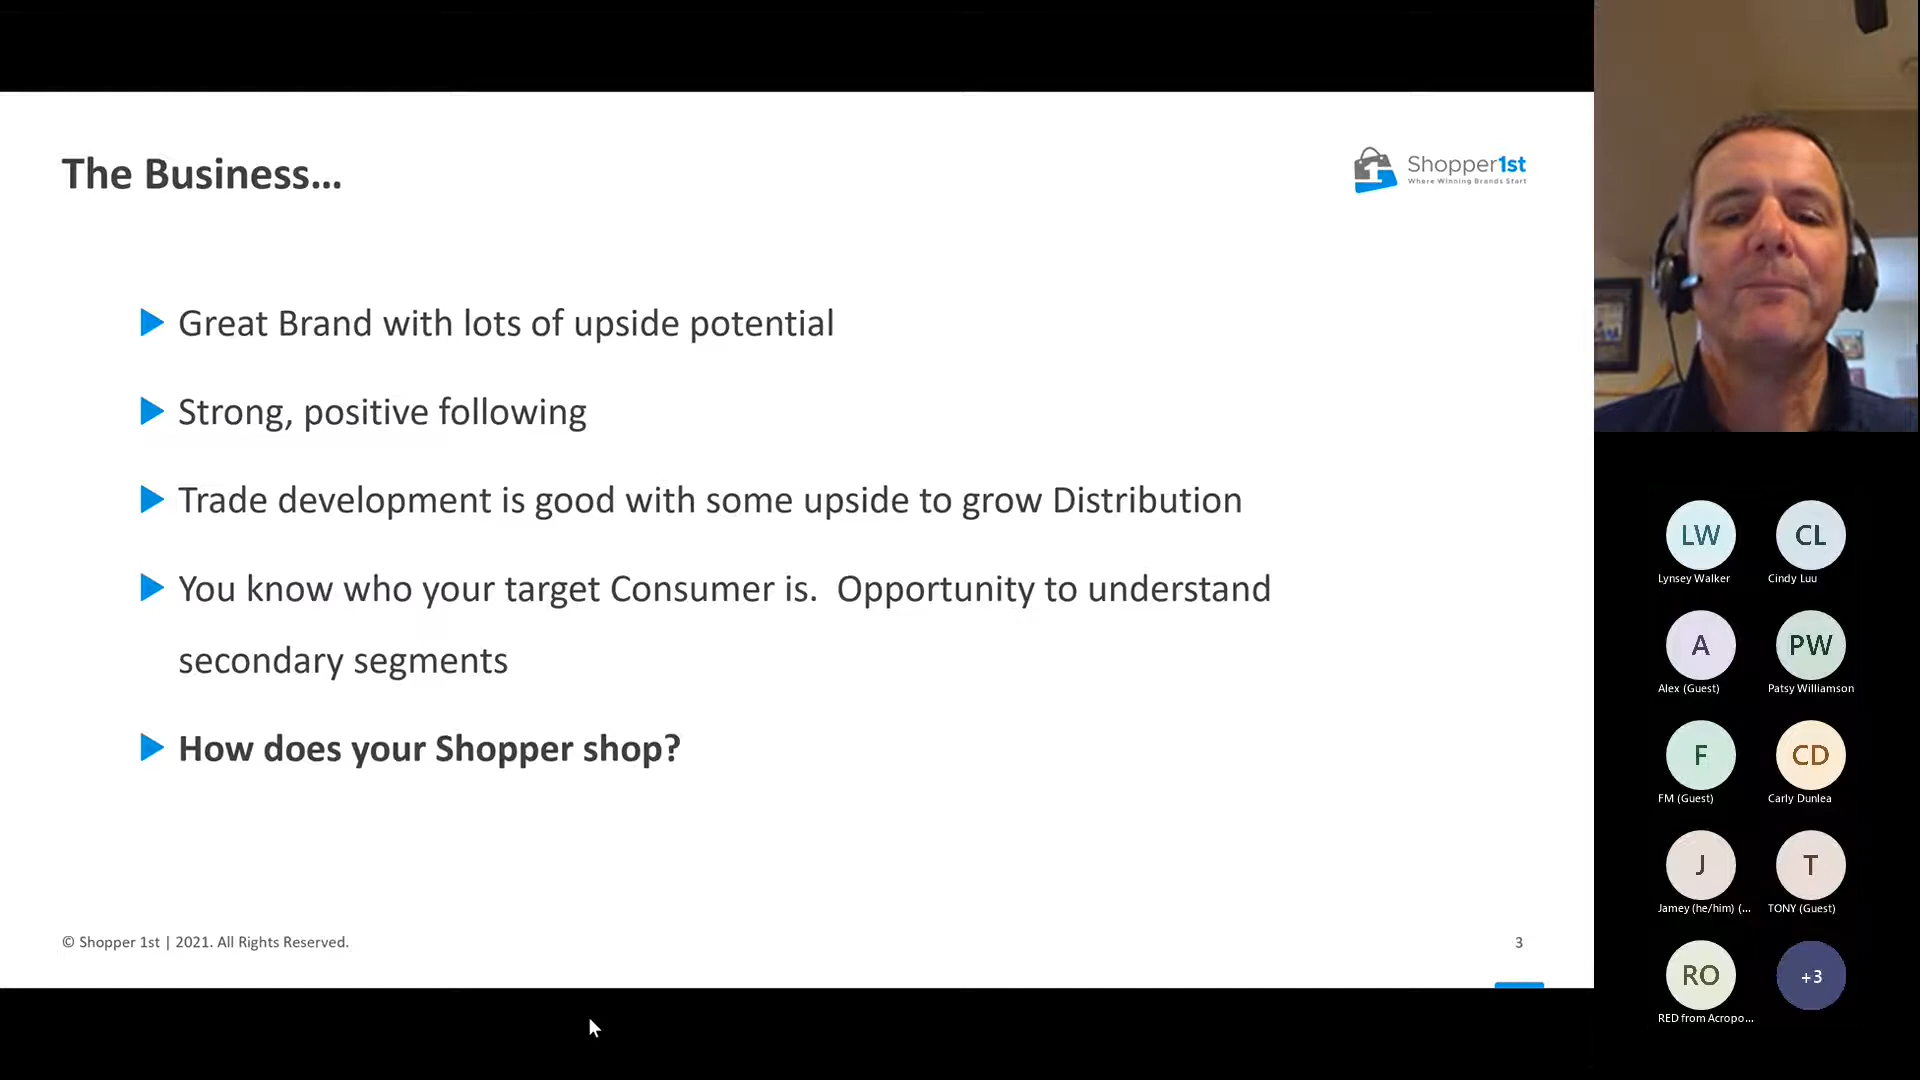 The Business...
Shopper1st
Where Winning Brands Start
Great Brand with lots of upside potential
Strong, positive following
Trade development is good with some upside to grow Distribution
You know who your target Consumer is.  Opportunity to understand
secondary segments
How does your Shopper shop?
© Shopper 1st | 2021. All Rights Reserved.
3
LW
CL
Lynsey Walker
Cindy Luu
A
PW
Alex (Guest)
Patsy Williamson
F
CD
FM (Guest)
Carly Dunlea
J
T
Jamey (he/him) (...
TONY (Guest)
RO
+3
RED from Acropo...